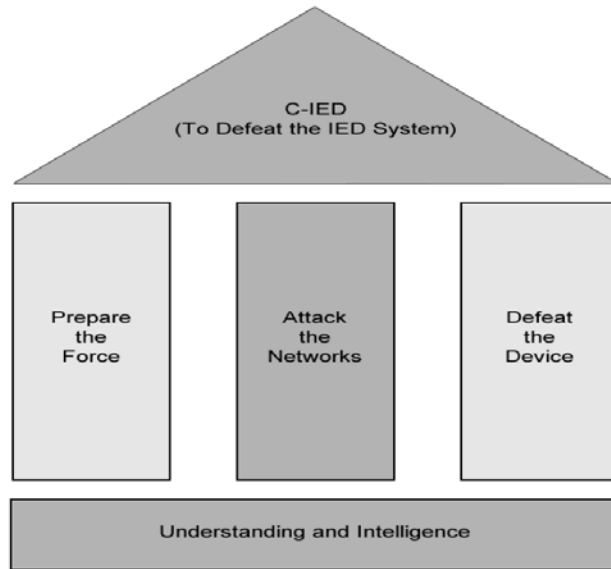 C-IED
(To Defeat the IED System)
Prepare
the
Force
Attack
the
Networks
Defeat
the
Device
Understanding and Intelligence